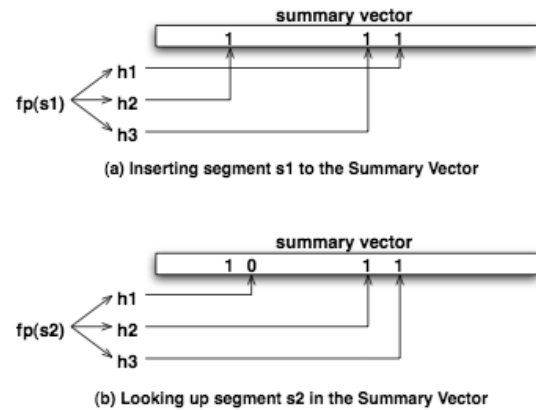 summary vector
1 1 1
h1
fp(s1) h2
h3
(a) Inserting segment s1 to the Summary Vector
summary vector
1 0 1 1
h1
fp(s2) h2
h3
(b) Looking up segment s2 in the Summary Vector